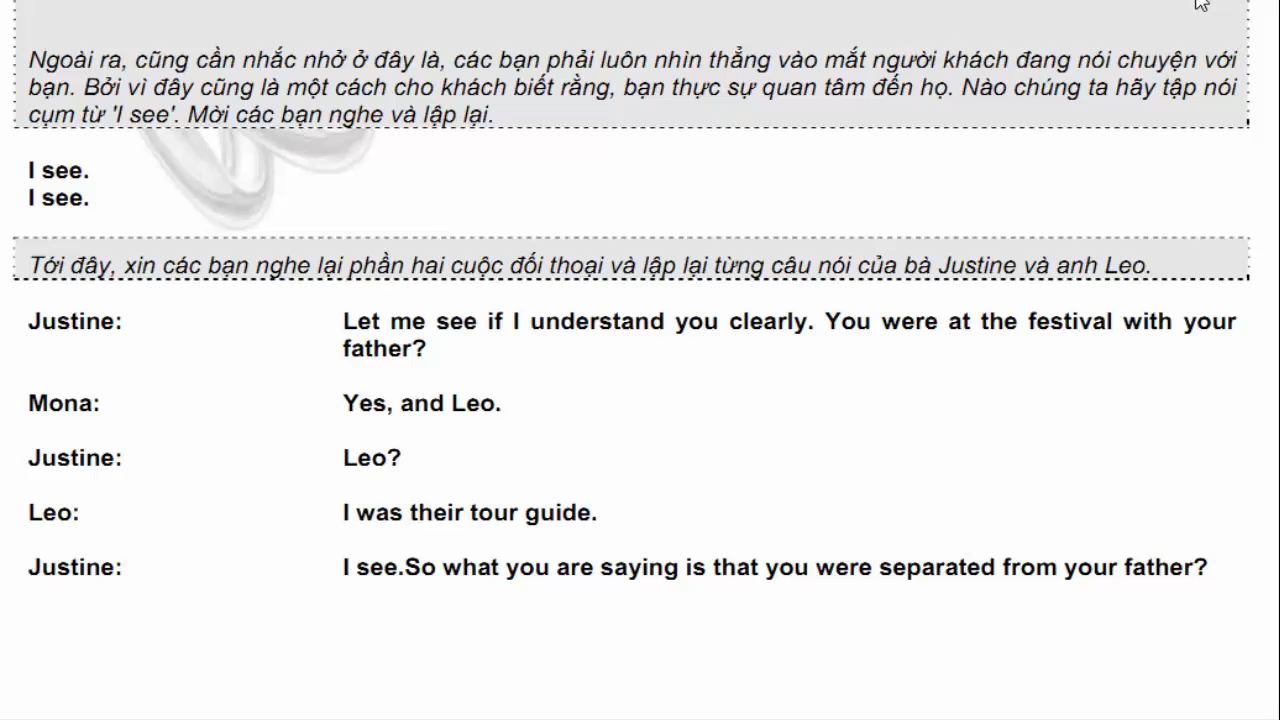 Ngoài ra, cũng cần nhắc nhở ở đây là, các bạn phải luôn nhìn thẳng vào mắt người khách đang nói chuyện với
bạn. Bởi vì đây cũng là một cách cho khách biết rằng, bạn thực sự quan tâm đến họ. Nào chúng ta hãy tập nói
cụm từ 'I see'. Mời các bạn nghe và lập lại.
I see.
I see.
Tới đây, xin các bạn nghe lại phần hai cuộc đối thoại và lập lại từng câu nói của bà Justine và anh Leo.
Justine: Let me see if I understand you clearly. You were at the festival with your
father?
Mona: Yes, and Leo.
Justine: Leo?
Leo: I was their tour guide.
Justine: I see.So what you are saying is that you were separated from your father?